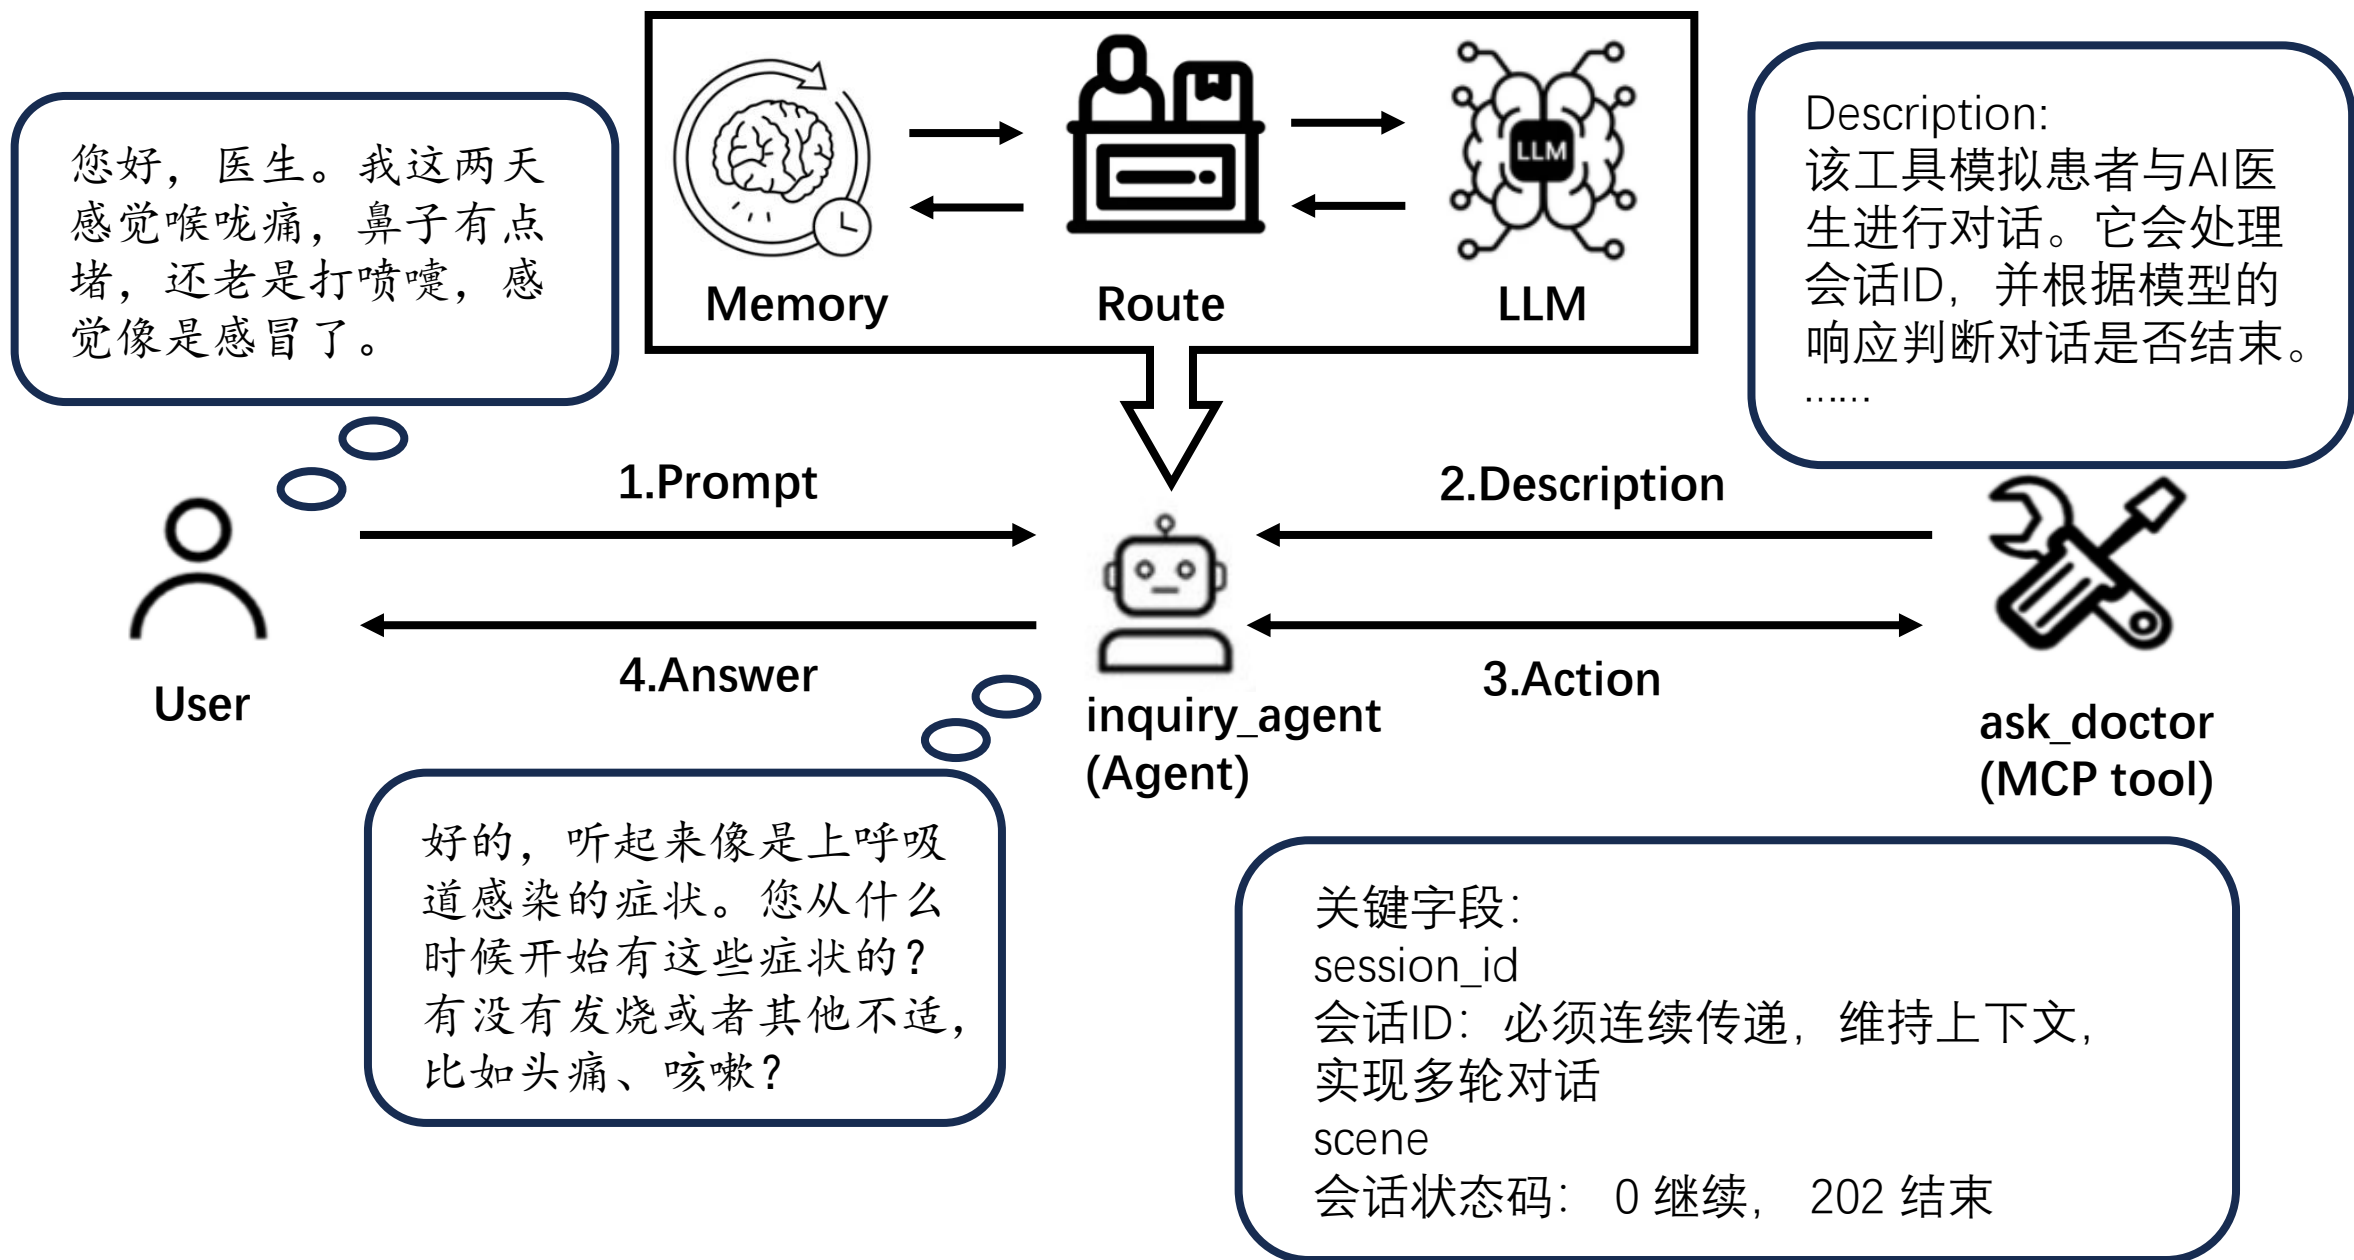 您好，医生。我这两天
感觉喉咙痛，鼻子有点
堵，还老是打喷嚏，感
觉像是感冒了。
LLM
Memory
Route
LLM
Description:
该工具模拟患者与AI医
生进行对话。它会处理
会话ID，并根据模型的
响应判断对话是否结束。
……
1.Prompt
2.Description
4.Answer
3.Action
User
inquiry_agent
(Agent)
ask_doctor
(MCP tool)
好的，听起来像是上呼吸
道感染的症状。您从什么
时候开始有这些症状的？
有没有发烧或者其他不适，
比如头痛、咳嗽？
关键字段：
session_id
会话ID：必须连续传递，维持上下文，
实现多轮对话
scene
会话状态码： 0 继续， 202 结束